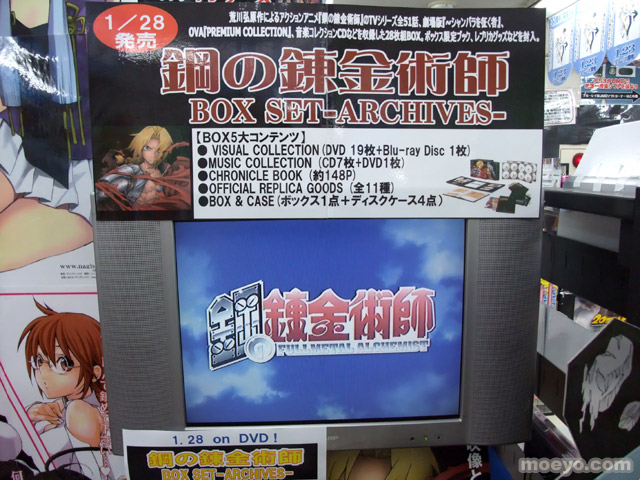 1／28
発売
荒川弘原作によるアクションアニメ『鋼の錬金術師』のTVシリーズ全51話、劇場版『～シャンバラを征く者』、
OVA『PREMIUM COLLECTION』、音楽コレクションCDなどを収録した28枚組BOX。ボックス限定ブック、レプリカグッズなどを封入。
鋼の錬金術師
BOX SET-ARCHIVES-
【BOX5大コンテンツ】
● VISUAL COLLECTION (DVD 19枚+Blu-ray Disc 1枚)
●MUSIC COLLECTION (CD7枚+DVD1枚)
●CHRONICLE BOOK (約148P)
●OFFICIAL REPLICA GOODS (全11種)
●BOX & CASE (ボックス1点＋ディスクケース4点)
鋼の錬金術師
FULLMETAL ALCHEMIST
1. 28 on DVD！
鋼の錬金術師
BOX SET-ARCHIVES-
映像と
moeyo.com